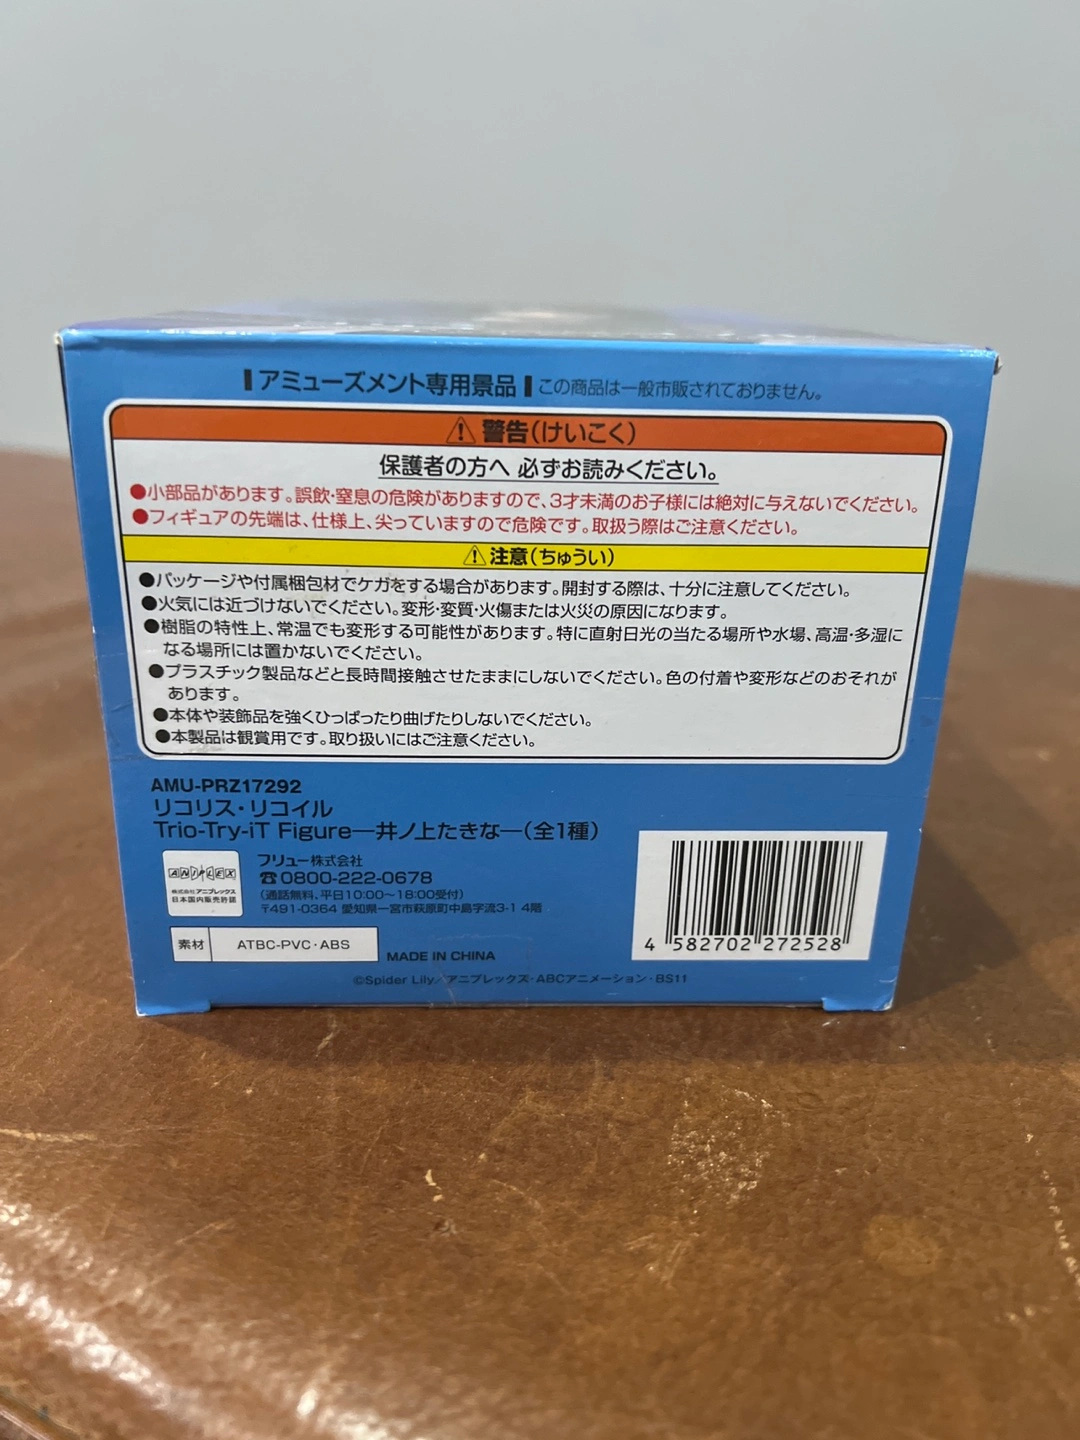 アミューズメント専用景品 この商品は一般市販されておりません。
⚠警告(けいこく)
保護者の方へ 必ずお読みください。
●小部品があります。誤飲・窒息の危険がありますので、3才未満のお子様には絶対に与えないでください。
●フィギュアの先端は、仕様上、尖っていますので危険です。取扱う際はご注意ください。
⚠注意(ちゅうい)
●パッケージや付属梱包材でケガをする場合があります。開封する際は、十分に注意してください。
●火気には近づけないでください。変形・変質・火傷または火災の原因になります。
●樹脂の特性上、常温でも変形する可能性があります。特に直射日光の当たる場所や水場、高温・多湿に
なる場所には置かないでください。
●プラスチック製品などと長時間接触させたままにしないでください。色の付着や変形などのおそれが
あります。
●本体や装飾品を強くひっぱったり曲げたりしないでください。
●本製品は観賞用です。取り扱いにはご注意ください。
AMU-PRZ17292
リコリス・リコイル
Trio-Try-iT Figure―井ノ上たきな―(全1種)
ANIPLEX
株式会社アニプレックス
日本国内販売許諾
フリュー株式会社
☎0800-222-0678
(通話無料、平日10:00〜18:00受付)
〒491-0364 愛知県一宮市萩原町中島字流3-1 4階
素材 ATBC-PVC・ABS
MADE IN CHINA
4 582702 272528
©Spider Lily/アニプレックス・ABCアニメーション・BS11